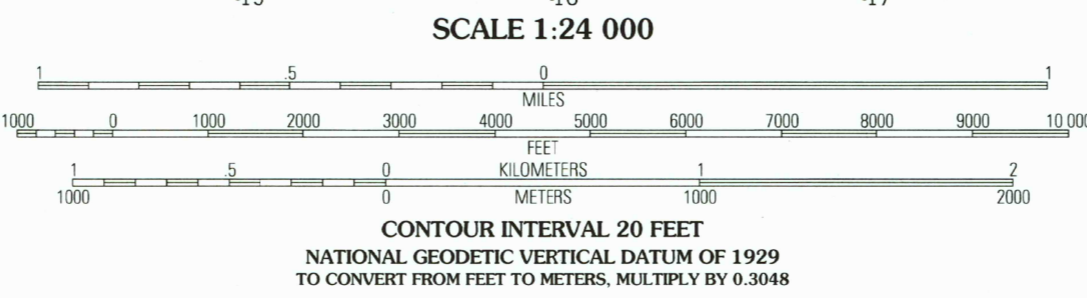 SCALE 1:24 000
1 .5 0 1
MILES
1000 0 1000 2000 3000 4000 5000 6000 7000 8000 9000 10 000
FEET
1 .5 0 KILOMETERS 1 2
1000 0 METERS 1000 2000
CONTOUR INTERVAL 20 FEET
NATIONAL GEODETIC VERTICAL DATUM OF 1929
TO CONVERT FROM FEET TO METERS, MULTIPLY BY 0.3048